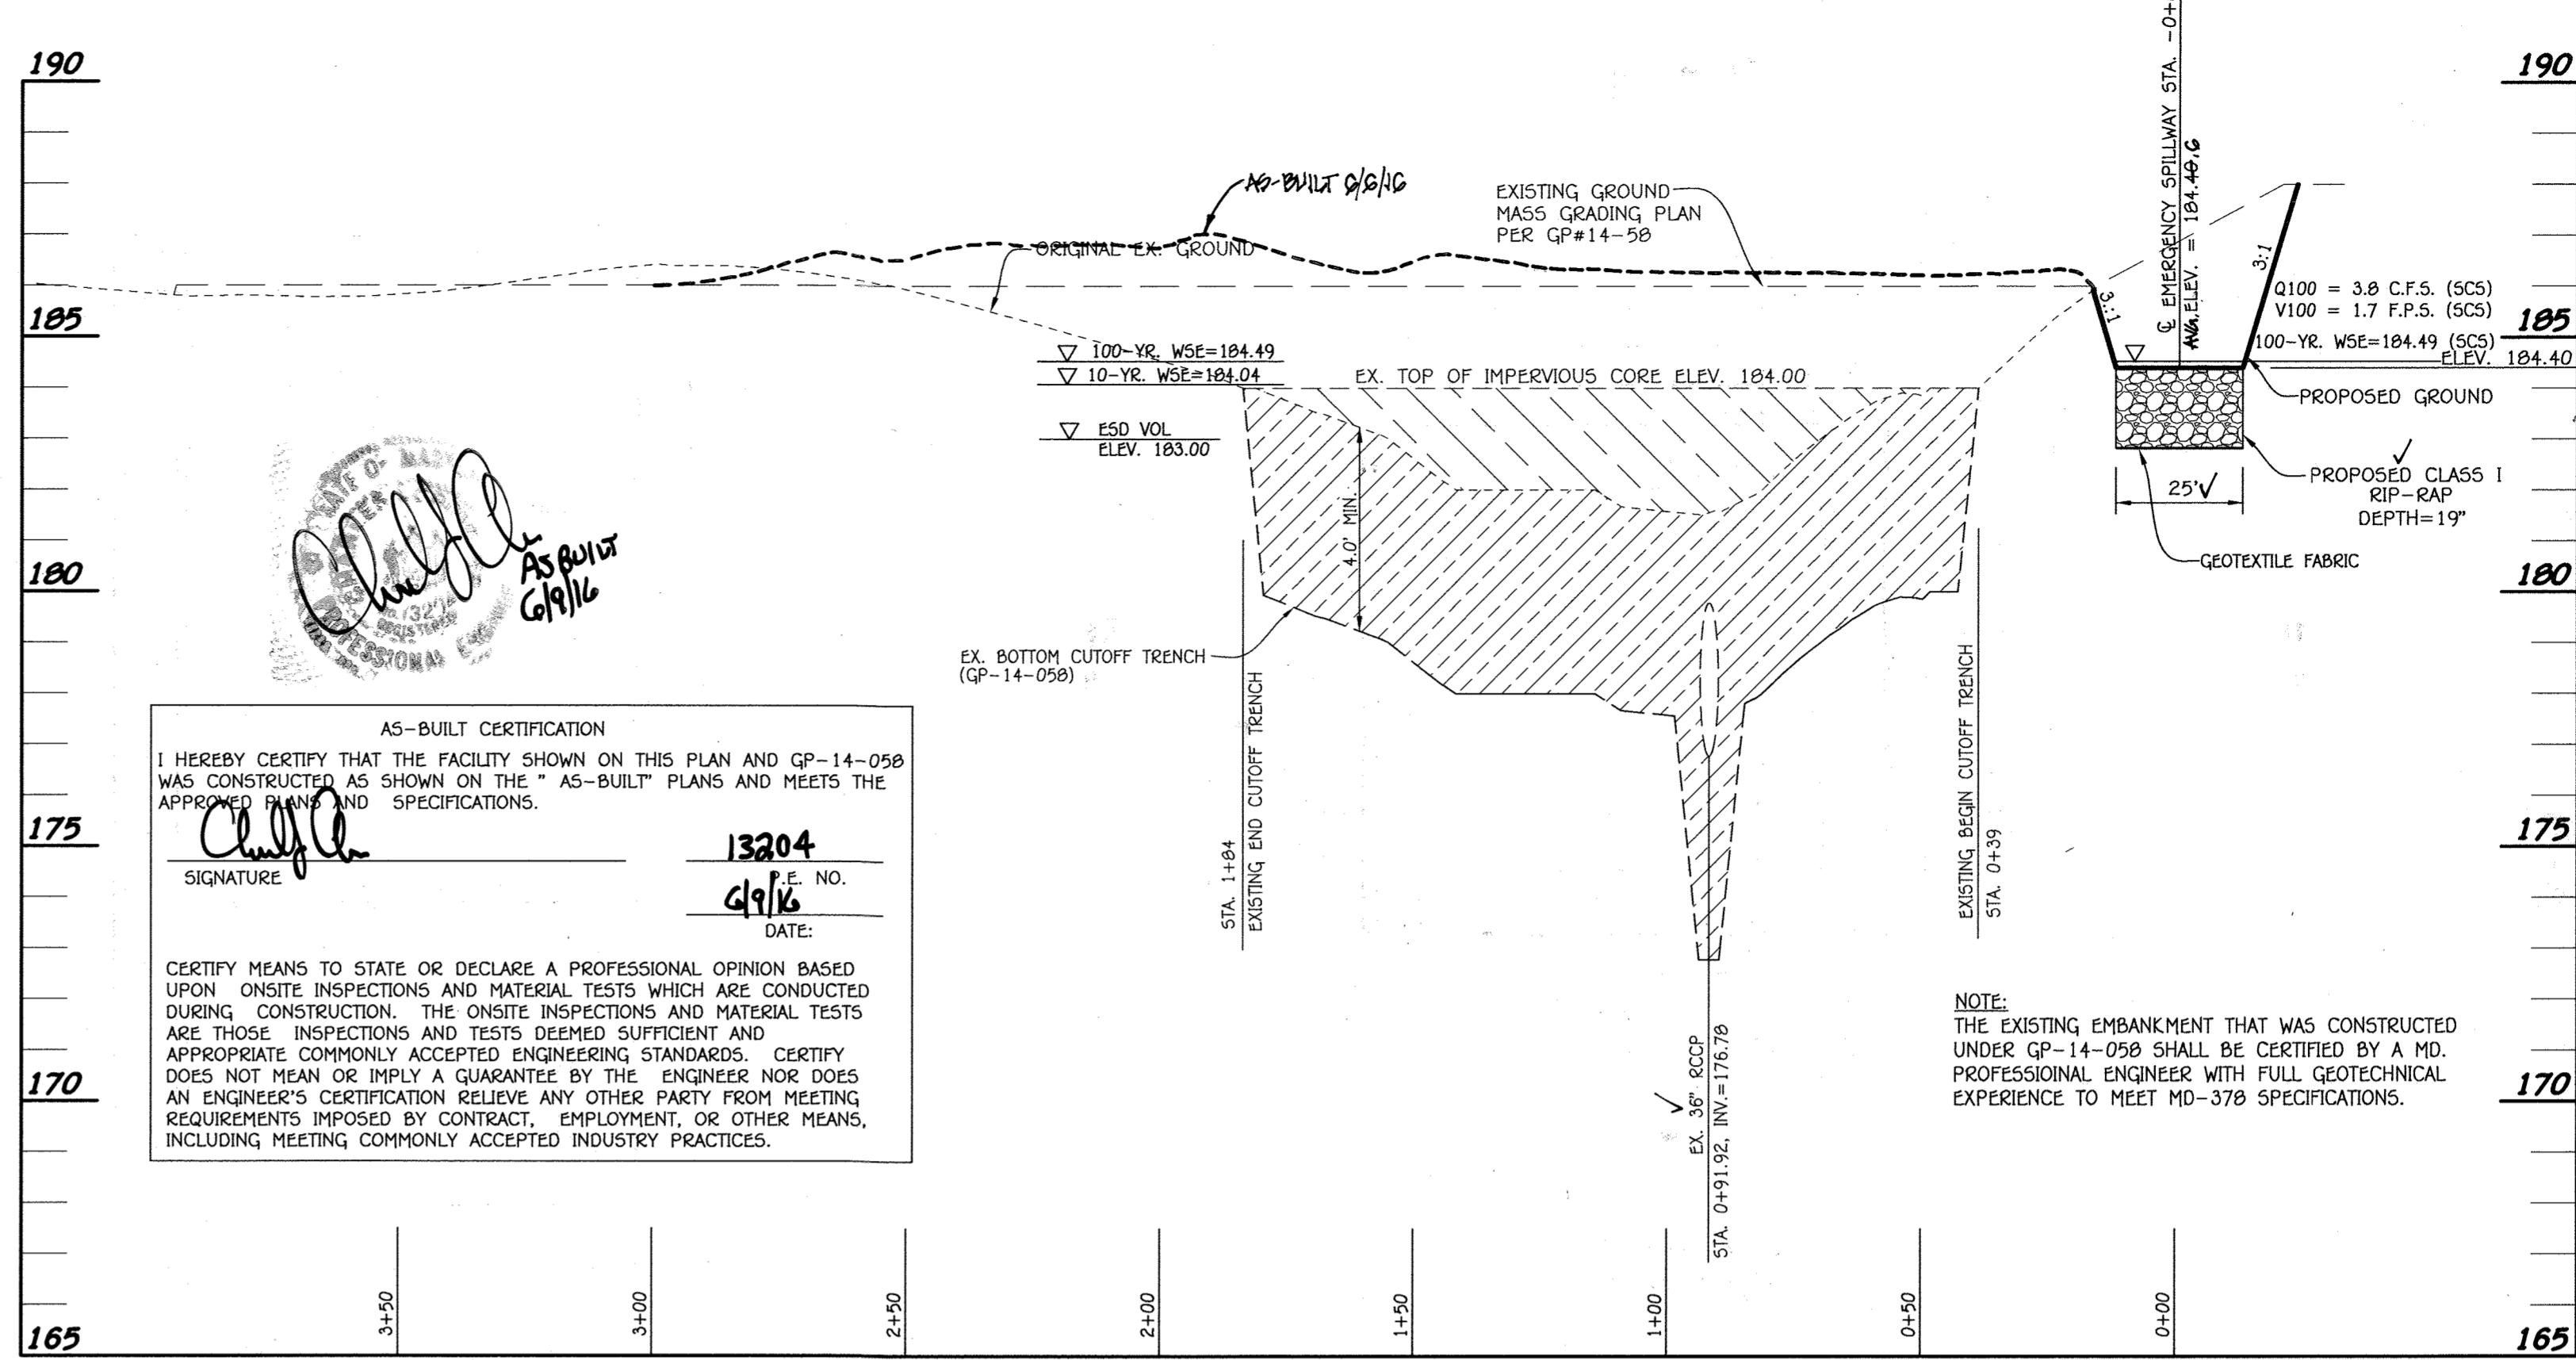 190
190
℄ EMERGENCY SPILLWAY STA. -0+
AVG. ELEV. = 184.40.6
AS-BUILT 6/6/16
EXISTING GROUND
MASS GRADING PLAN
PER GP#14-58
ORIGINAL EX. GROUND
3:1
3:1
Q100 = 3.8 C.F.S. (SCS)
V100 = 1.7 F.P.S. (SCS)
185
185
100-YR. WSE=184.49 (SCS)
ELEV. 184.40
100-YR. WSE=184.49
10-YR. WSE=184.04
EX. TOP OF IMPERVIOUS CORE ELEV. 184.00
PROPOSED GROUND
ESD VOL
ELEV. 183.00
4.0' MIN.
25'✓
✓
PROPOSED CLASS I
RIP-RAP
DEPTH=19"
GEOTEXTILE FABRIC
AS BUILT
6/9/16
180
180
EX. BOTTOM CUTOFF TRENCH
(GP-14-058)
STA. 1+84
EXISTING END CUTOFF TRENCH
EXISTING BEGIN CUTOFF TRENCH
STA. 0+39
AS-BUILT CERTIFICATION
I HEREBY CERTIFY THAT THE FACILITY SHOWN ON THIS PLAN AND GP-14-058
WAS CONSTRUCTED AS SHOWN ON THE " AS-BUILT" PLANS AND MEETS THE
APPROVED PLANS AND SPECIFICATIONS.
175
175
13204
SIGNATURE
P.E. NO.
6/9/16
DATE:
CERTIFY MEANS TO STATE OR DECLARE A PROFESSIONAL OPINION BASED
UPON ONSITE INSPECTIONS AND MATERIAL TESTS WHICH ARE CONDUCTED
DURING CONSTRUCTION. THE ONSITE INSPECTIONS AND MATERIAL TESTS
ARE THOSE INSPECTIONS AND TESTS DEEMED SUFFICIENT AND
APPROPRIATE COMMONLY ACCEPTED ENGINEERING STANDARDS. CERTIFY
DOES NOT MEAN OR IMPLY A GUARANTEE BY THE ENGINEER NOR DOES
AN ENGINEER'S CERTIFICATION RELIEVE ANY OTHER PARTY FROM MEETING
REQUIREMENTS IMPOSED BY CONTRACT, EMPLOYMENT, OR OTHER MEANS,
INCLUDING MEETING COMMONLY ACCEPTED INDUSTRY PRACTICES.
✓
EX. 36" RCCP
STA. 0+91.92, INV.=176.78
NOTE:
THE EXISTING EMBANKMENT THAT WAS CONSTRUCTED
UNDER GP-14-058 SHALL BE CERTIFIED BY A MD.
PROFESSIOINAL ENGINEER WITH FULL GEOTECHNICAL
EXPERIENCE TO MEET MD-378 SPECIFICATIONS.
170
170
3+50
3+00
2+50
2+00
1+50
1+00
0+50
0+00
165
165